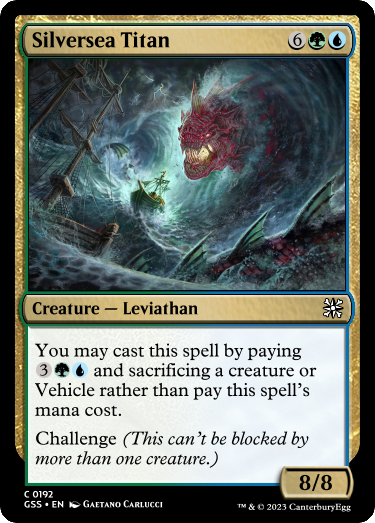 Silversea Titan 6
Creature — Leviathan
You may cast this spell by paying
3 and sacrificing a creature or
Vehicle rather than pay this spell's
mana cost.
Challenge (This can't be blocked by
more than one creature.)
8/8
C 0192
GSS • EN Gaetano Carlucci
™ & © 2023 CanterburyEgg